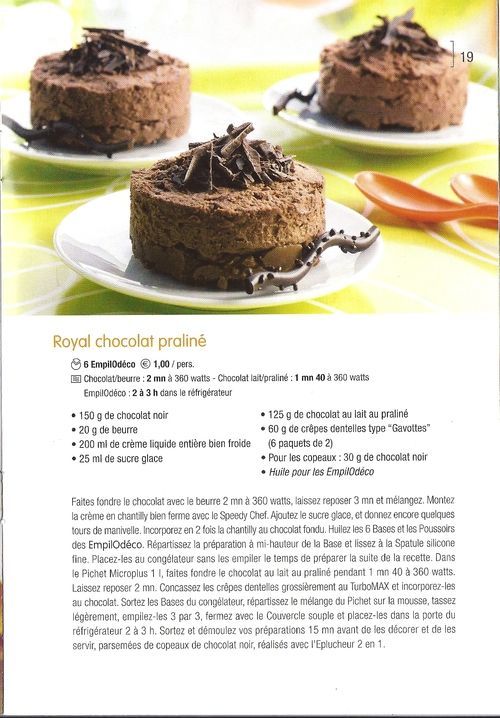 19
Royal chocolat praliné
6 EmpilOdéco € 1,00 / pers.
Chocolat/beurre : 2 mn à 360 watts - Chocolat lait/praliné : 1 mn 40 à 360 watts
EmpilOdéco : 2 à 3 h dans le réfrigérateur
• 150 g de chocolat noir
• 20 g de beurre
• 200 ml de crème liquide entière bien froide
• 25 ml de sucre glace
• 125 g de chocolat au lait au praliné
• 60 g de crêpes dentelles type “Gavottes”
(6 paquets de 2)
• Pour les copeaux : 30 g de chocolat noir
• Huile pour les EmpilOdéco
Faites fondre le chocolat avec le beurre 2 mn à 360 watts, laissez reposer 3 mn et mélangez. Montez
la crème en chantilly bien ferme avec le Speedy Chef. Ajoutez le sucre glace, et donnez encore quelques
tours de manivelle. Incorporez en 2 fois la chantilly au chocolat fondu. Huilez les 6 Bases et les Poussoirs
des EmpilOdéco. Répartissez la préparation à mi-hauteur de la Base et lissez à la Spatule silicone
fine. Placez-les au congélateur sans les empiler le temps de préparer la suite de la recette. Dans
le Pichet Microplus 1 l, faites fondre le chocolat au lait au praliné pendant 1 mn 40 à 360 watts.
Laissez reposer 2 mn. Concassez les crêpes dentelles grossièrement au TurboMAX et incorporez-les
au chocolat. Sortez les Bases du congélateur, répartissez le mélange du Pichet sur la mousse, tassez
légèrement, empilez-les 3 par 3, fermez avec le Couvercle souple et placez-les dans la porte du
réfrigérateur 2 à 3 h. Sortez et démoulez vos préparations 15 mn avant de les décorer et de les
servir, parsemées de copeaux de chocolat noir, réalisés avec l’Eplucheur 2 en 1.